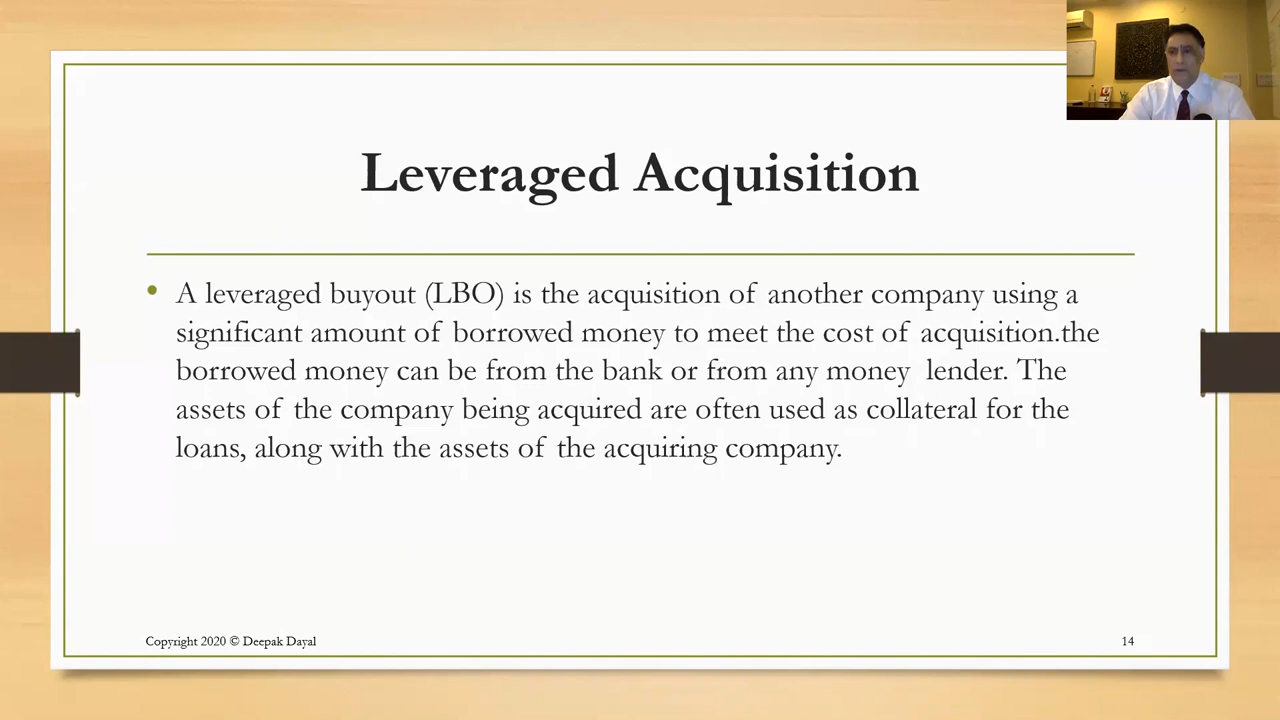 Leveraged Acquisition
• A leveraged buyout (LBO) is the acquisition of another company using a
significant amount of borrowed money to meet the cost of acquisition.the
borrowed money can be from the bank or from any money lender. The
assets of the company being acquired are often used as collateral for the
loans, along with the assets of the acquiring company.
Copyright 2020 © Deepak Dayal
14